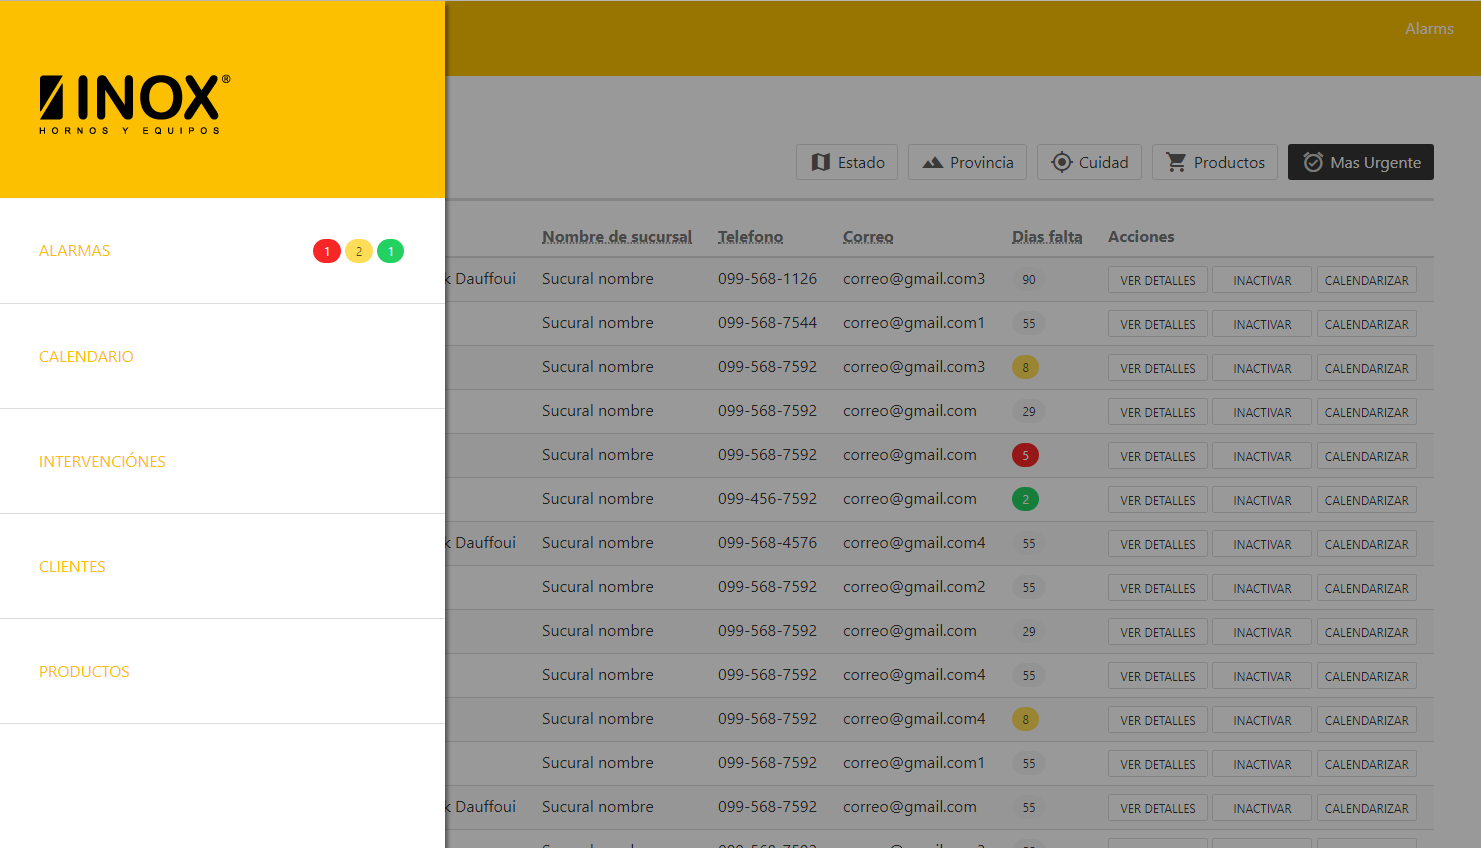 Alarms
INOX®
HORNOS Y EQUIPOS
Estado Provincia Cuidad Productos Mas Urgente
ALARMAS 1 2 1
CALENDARIO
INTERVENCIÓNES
CLIENTES
PRODUCTOS
Nombre de sucursal Telefono Correo Dias falta Acciones
k Dauffoui Sucural nombre 099-568-1126 correo@gmail.com3 90 VER DETALLES INACTIVAR CALENDARIZAR
Sucural nombre 099-568-7544 correo@gmail.com1 55 VER DETALLES INACTIVAR CALENDARIZAR
Sucural nombre 099-568-7592 correo@gmail.com3 8 VER DETALLES INACTIVAR CALENDARIZAR
Sucural nombre 099-568-7592 correo@gmail.com 29 VER DETALLES INACTIVAR CALENDARIZAR
Sucural nombre 099-568-7592 correo@gmail.com 5 VER DETALLES INACTIVAR CALENDARIZAR
Sucural nombre 099-456-7592 correo@gmail.com 2 VER DETALLES INACTIVAR CALENDARIZAR
k Dauffoui Sucural nombre 099-568-4576 correo@gmail.com4 55 VER DETALLES INACTIVAR CALENDARIZAR
Sucural nombre 099-568-7592 correo@gmail.com2 55 VER DETALLES INACTIVAR CALENDARIZAR
Sucural nombre 099-568-7592 correo@gmail.com 29 VER DETALLES INACTIVAR CALENDARIZAR
Sucural nombre 099-568-7592 correo@gmail.com4 55 VER DETALLES INACTIVAR CALENDARIZAR
Sucural nombre 099-568-7592 correo@gmail.com4 8 VER DETALLES INACTIVAR CALENDARIZAR
Sucural nombre 099-568-7592 correo@gmail.com1 55 VER DETALLES INACTIVAR CALENDARIZAR
k Dauffoui Sucural nombre 099-568-7592 correo@gmail.com 55 VER DETALLES INACTIVAR CALENDARIZAR